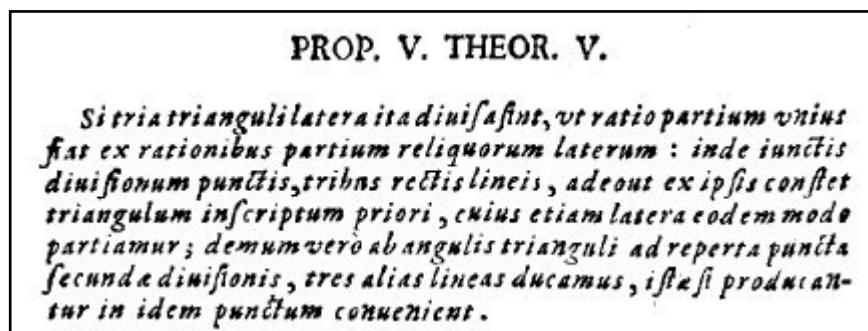 PROP. V. THEOR. V.
Si tria trianguli latera ita diuisa sint, vt ratio partium vnius
fiat ex rationibus partium reliquorum laterum : inde iunctis
diuisionum punctis, tribus rectis lineis, adeout ex ipsis constet
triangulum inscriptum priori, cuius etiam latera eodem modo
partiamur; demum verò ab angulis trianguli ad reperta puncta
secundæ diuisionis, tres alias lineas ducamus, istæ si producan-
tur in idem punctum conuenient.